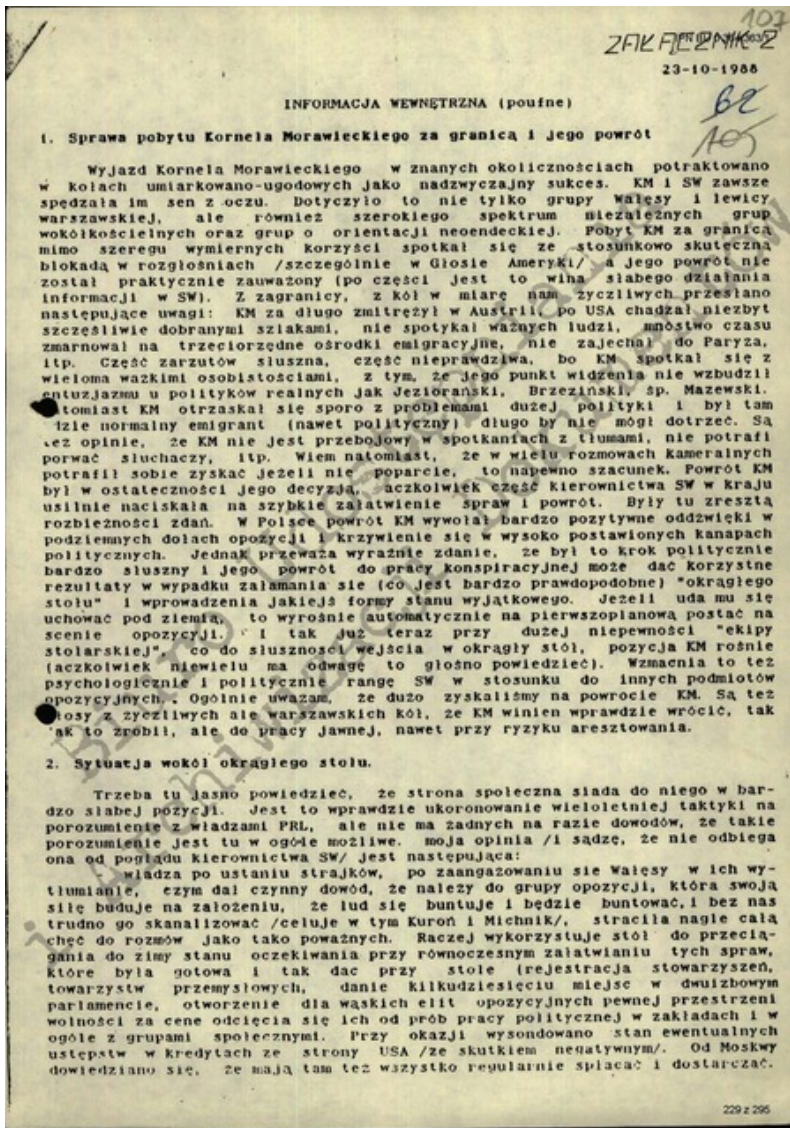 107
ZAŁĄCZNIK-2
23-10-1988
62
105
INFORMACJA WEWNĘTRZNA (poufne)
1. Sprawa pobytu Kornela Morawieckiego za granicą i jego powrót
Wyjazd Kornela Morawieckiego w znanych okolicznościach potraktowano
w kołach umiarkowano-ugodowych jako nadzwyczajny sukces. KM i SW zawsze
spędzała im sen z oczu. Dotyczyło to nie tylko grupy Wałęsy i lewicy
warszawskiej, ale również szerokiego spektrum niezależnych grup
wokółkościelnych oraz grup o orientacji neoendeckiej. Pobyt KM za granicą
mimo szeregu wymiernych korzyści spotkał się ze stosunkowo skuteczną
blokadą w rozgłośniach /szczególnie w Głosie Ameryki/ a jego powrót nie
został praktycznie zauważony (po części jest to wina słabego działania
informacji w SW). Z zagranicy, z kół w miarę nam życzliwych przesłano
następujące uwagi: KM za długo zmitrężył w Austrii, po USA chadzał niezbyt
szczęśliwie dobranymi szlakami, nie spotykał ważnych ludzi, mnóstwo czasu
zmarnował na trzeciorzędne ośrodki emigracyjne, nie zajechał do Paryża,
itp. Część zarzutów słuszna, część nieprawdziwa, bo KM spotkał się z
wieloma ważkimi osobistościami, z tym, że jego punkt widzenia nie wzbudził
entuzjazmu u polityków realnych jak Jeziorański, Brzeziński, śp. Mazewski.
atomiast KM otrzaskał się sporo z problemami dużej polityki i był tam
dzie normalny emigrant (nawet polityczny) długo by nie mógł dotrzeć. Są
też opinie, że KM nie jest przebojowy w spotkaniach z tłumami, nie potrafi
porwać słuchaczy, itp. Wiem natomiast, że w wielu rozmowach kameralnych
potrafił sobie zyskać jeżeli nie poparcie, to napewno szacunek. Powrót KM
był w ostateczności jego decyzją, aczkolwiek część kierownictwa SW w kraju
usilnie naciskała na szybkie załatwienie spraw i powrót. Były tu zresztą
rozbieżności zdań. W Polsce powrót KM wywołał bardzo pozytywne oddźwięki w
podziemnych dołach opozycji i krzywienie się w wysoko postawionych kanapach
politycznych. Jednak przeważa wyraźnie zdanie, że był to krok politycznie
bardzo słuszny i jego powrót do pracy konspiracyjnej może dać korzystne
rezultaty w wypadku załamania sie (co jest bardzo prawdopodobne) "okrągłego
stołu" i wprowadzenia jakiejś formy stanu wyjątkowego. Jeżeli uda mu się
uchować pod ziemią, to wyrośnie automatycznie na pierwszoplanową postać na
scenie opozycji. I tak już teraz przy dużej niepewności "ekipy
stolarskiej", co do słuszności wejścia w okrągły stół, pozycja KM rośnie
(aczkolwiek niewielu ma odwagę to głośno powiedzieć). Wzmacnia to też
psychologicznie i politycznie rangę SW w stosunku do innych podmiotów
opozycyjnych.. Ogólnie uważam, że dużo zyskaliśmy na powrocie KM. Są też
łosy z życzliwych ale warszawskich kół, że KM winien wprawdzie wrócić, tak
ak to zrobił, ale do pracy jawnej, nawet przy ryzyku aresztowania.
2. Sytuacja wokół okrągłego stołu.
Trzeba tu jasno powiedzieć, że strona społeczna siada do niego w bar-
dzo słabej pozycji. Jest to wprawdzie ukoronowanie wieloletniej taktyki na
porozumienie z władzami PRL, ale nie ma żadnych na razie dowodów, że takie
porozumienie jest tu w ogóle możliwe. moja opinia /i sądzę, że nie odbiega
ona od poglądu kierownictwa SW/ jest następująca:
władza po ustaniu strajków, po zaangażowaniu sie Wałęsy w ich wy-
tłumianie, czym dał czynny dowód, że należy do grupy opozycji, która swoją
siłę buduje na założeniu, że lud się buntuje i będzie buntować, i bez nas
trudno go skanalizować /celuje w tym Kuroń i Michnik/, straciła nagle całą
chęć do rozmów jako tako poważnych. Raczej wykorzystuje stół do przecią-
gania do zimy stanu oczekiwania przy równoczesnym załatwianiu tych spraw,
które była gotowa i tak dac przy stole (rejestracja stowarzyszeń,
towarzystw przemysłowych, danie kilkudziesięciu miejsc w dwuizbowym
parlamencie, otworzenie dla wąskich elit opozycyjnych pewnej przestrzeni
wolności za cene odcięcia się ich od prób pracy politycznej w zakładach i w
ogóle z grupami społecznymi. Przy okazji wysondowano stan ewentualnych
ustępstw w kredytach ze strony USA /ze skutkiem negatywnym/. Od Moskwy
dowiedziano się, że mają tam też wszystko regularnie spłacać i dostarczać.
229 z 295